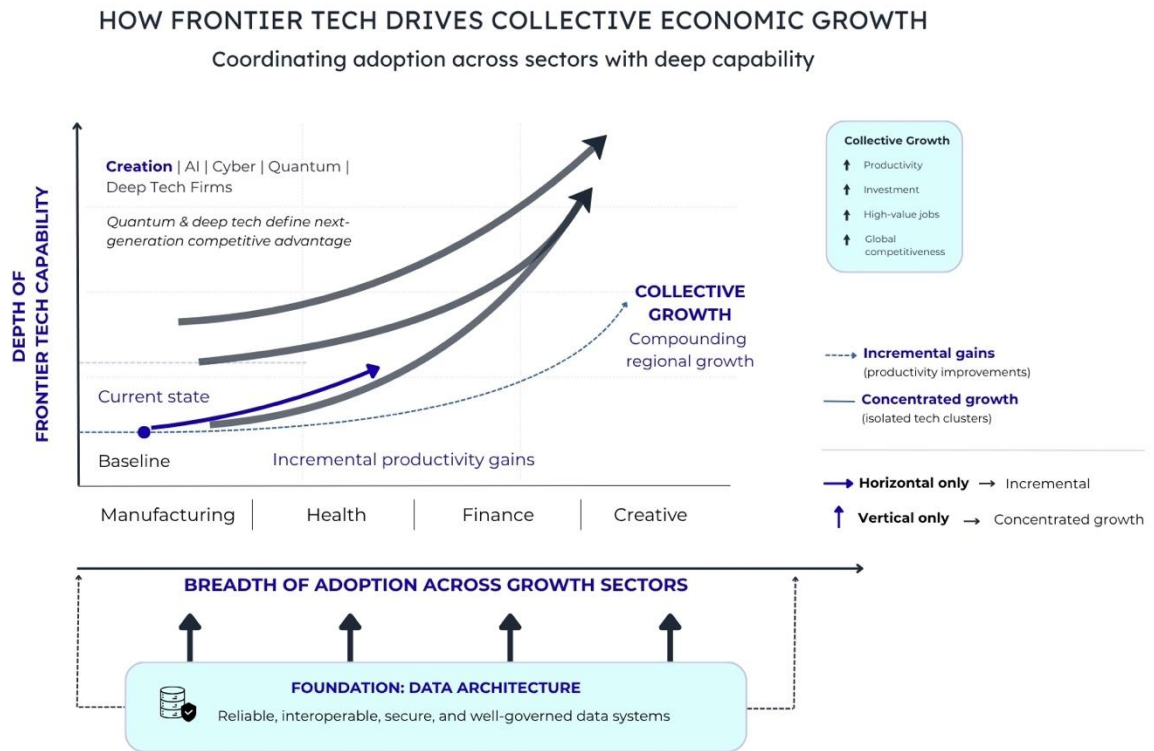 HOW FRONTIER TECH DRIVES COLLECTIVE ECONOMIC GROWTH
Coordinating adoption across sectors with deep capability
DEPTH OF
FRONTIER TECH CAPABILITY
Creation | AI | Cyber | Quantum |
Deep Tech Firms
Quantum & deep tech define next-
generation competitive advantage
Current state
Baseline
Incremental productivity gains
COLLECTIVE
GROWTH
Compounding
regional growth
Collective Growth
Productivity
Investment
High-value jobs
Global
competitiveness
Incremental gains
(productivity improvements)
Concentrated growth
(isolated tech clusters)
Horizontal only → Incremental
Vertical only → Concentrated growth
Manufacturing | Health | Finance | Creative
BREADTH OF ADOPTION ACROSS GROWTH SECTORS
FOUNDATION: DATA ARCHITECTURE
Reliable, interoperable, secure, and well-governed data systems